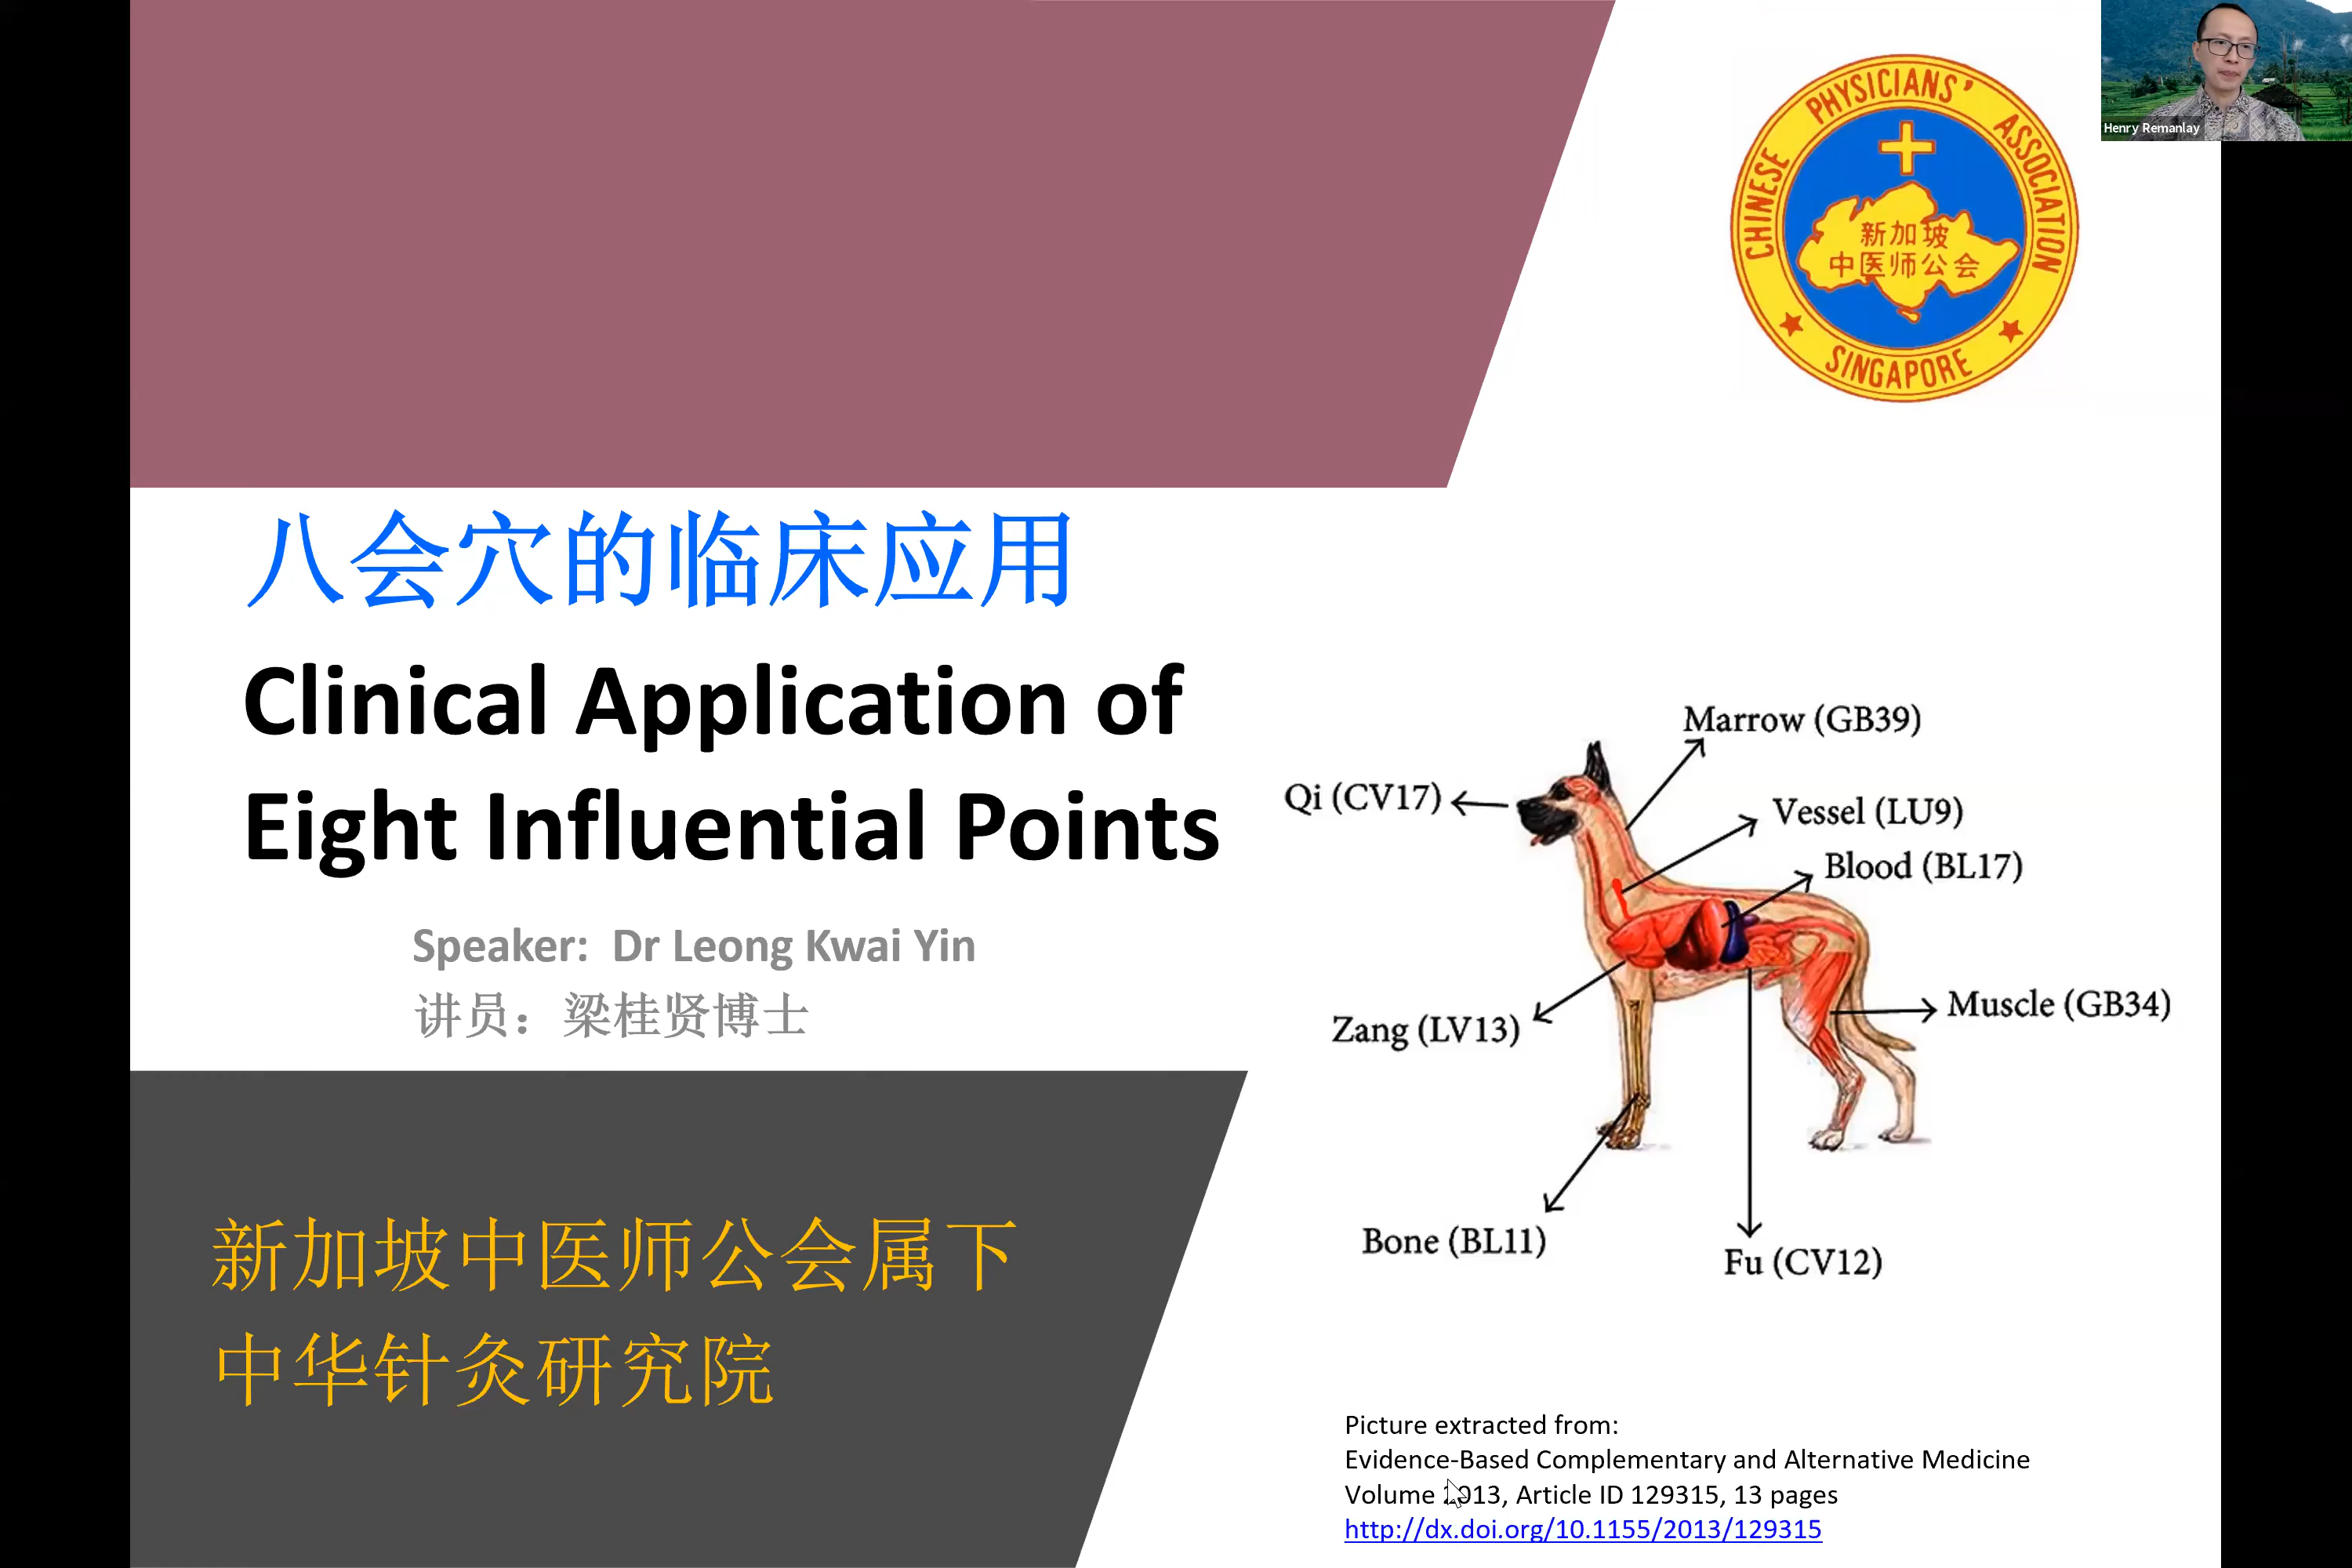 CHINESE PHYSICIANS' ASSOCIATION
新加坡
中医师公会
SINGAPORE
Henry Remanlay
八会穴的临床应用
Clinical Application of
Eight Influential Points
Speaker: Dr Leong Kwai Yin
讲员：梁桂贤博士
Marrow (GB39)
Qi (CV17)
Vessel (LU9)
Blood (BL17)
Zang (LV13)
Muscle (GB34)
Bone (BL11)
Fu (CV12)
新加坡中医师公会属下
中华针灸研究院
Picture extracted from:
Evidence-Based Complementary and Alternative Medicine
Volume 2013, Article ID 129315, 13 pages
http://dx.doi.org/10.1155/2013/129315